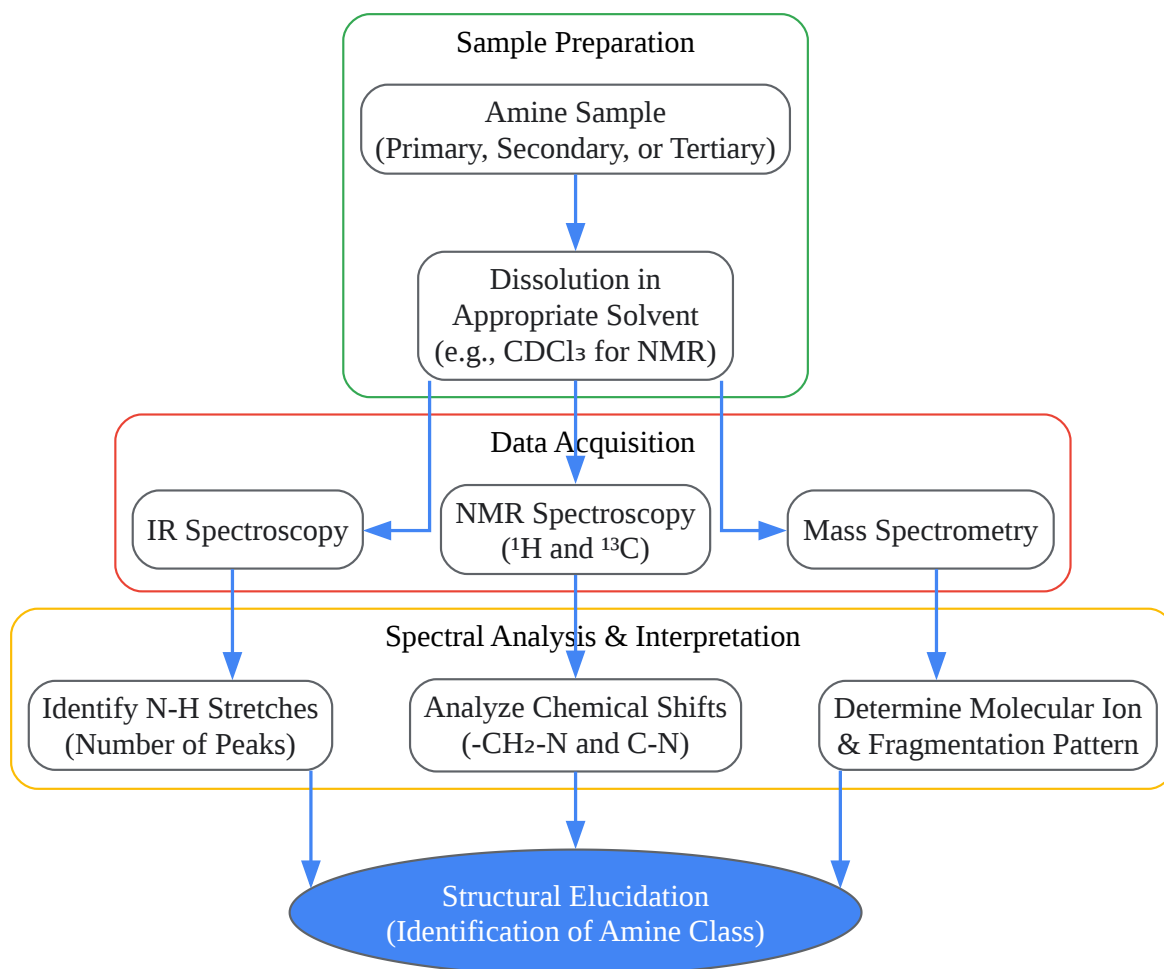 Sample Preparation
Amine Sample
(Primary, Secondary, or Tertiary)
Dissolution in
Appropriate Solvent
(e.g., CDCl₃ for NMR)
Data Acquisition
IR Spectroscopy
NMR Spectroscopy
(¹H and ¹³C)
Mass Spectrometry
Spectral Analysis & Interpretation
Identify N-H Stretches
(Number of Peaks)
Analyze Chemical Shifts
(-CH₂-N and C-N)
Determine Molecular Ion
& Fragmentation Pattern
Structural Elucidation
(Identification of Amine Class)